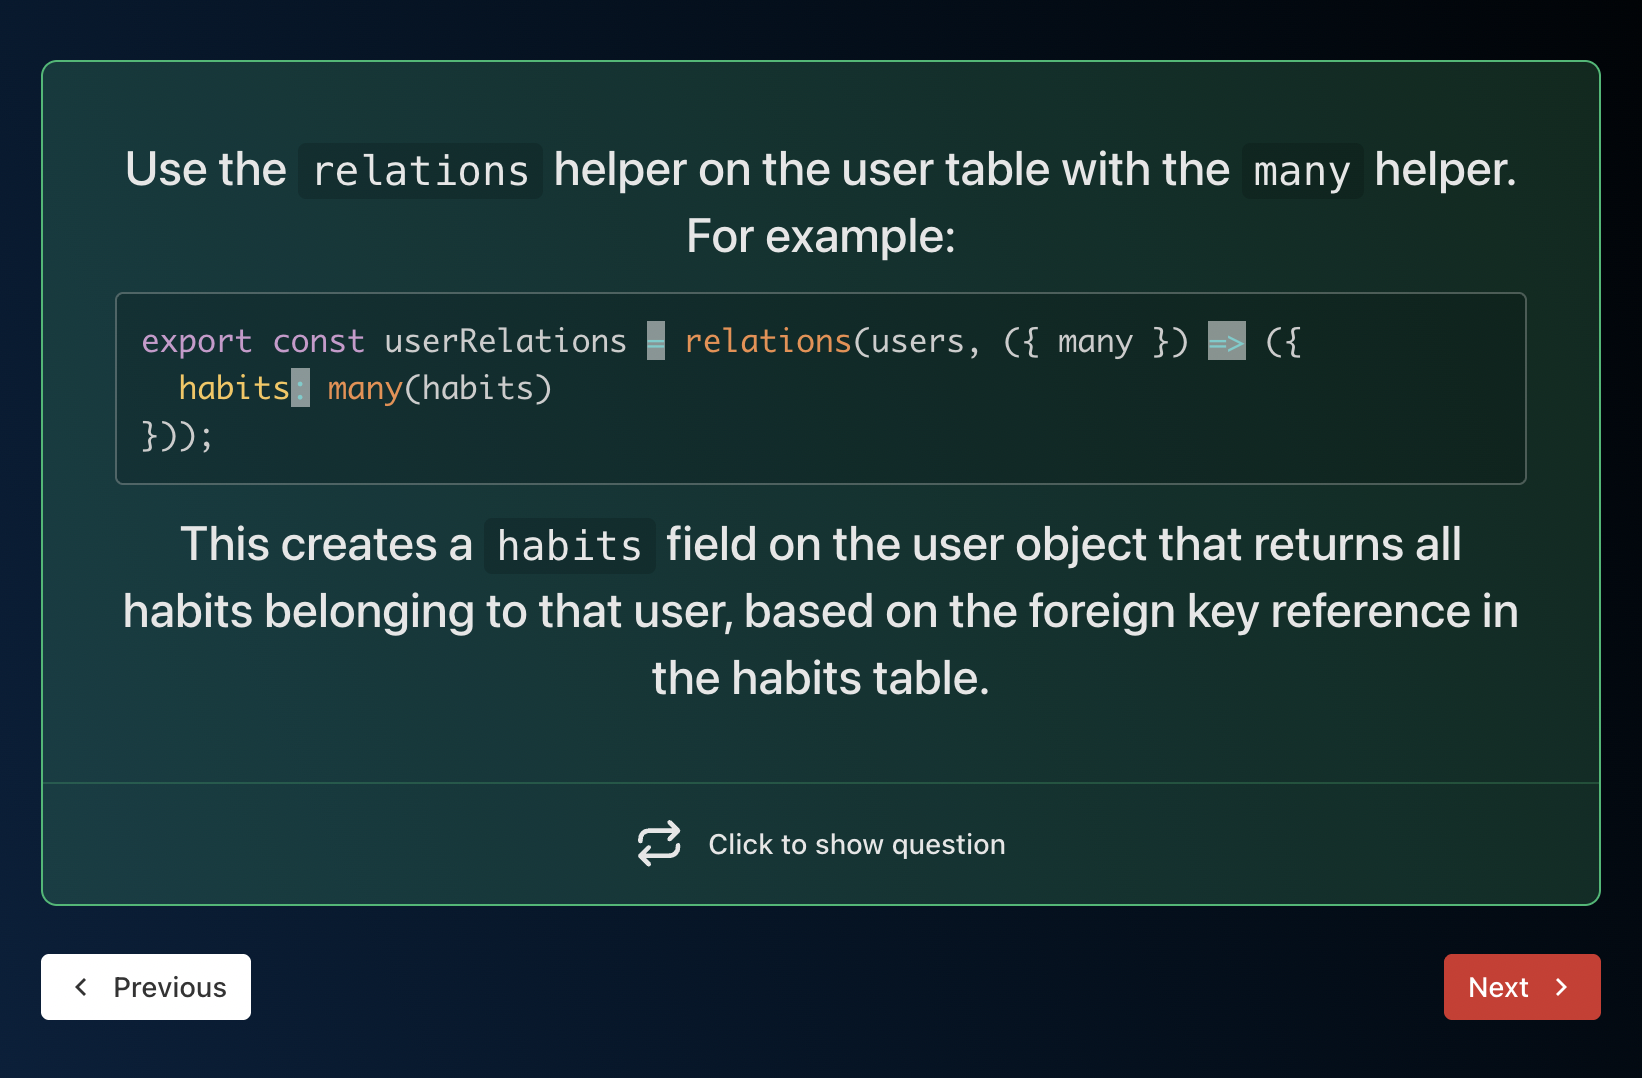 Use the relations helper on the user table with the many helper.
For example:
export const userRelations = relations(users, ({ many }) => ({
  habits: many(habits)
}));
This creates a habits field on the user object that returns all
habits belonging to that user, based on the foreign key reference in
the habits table.
Click to show question
Previous
Next